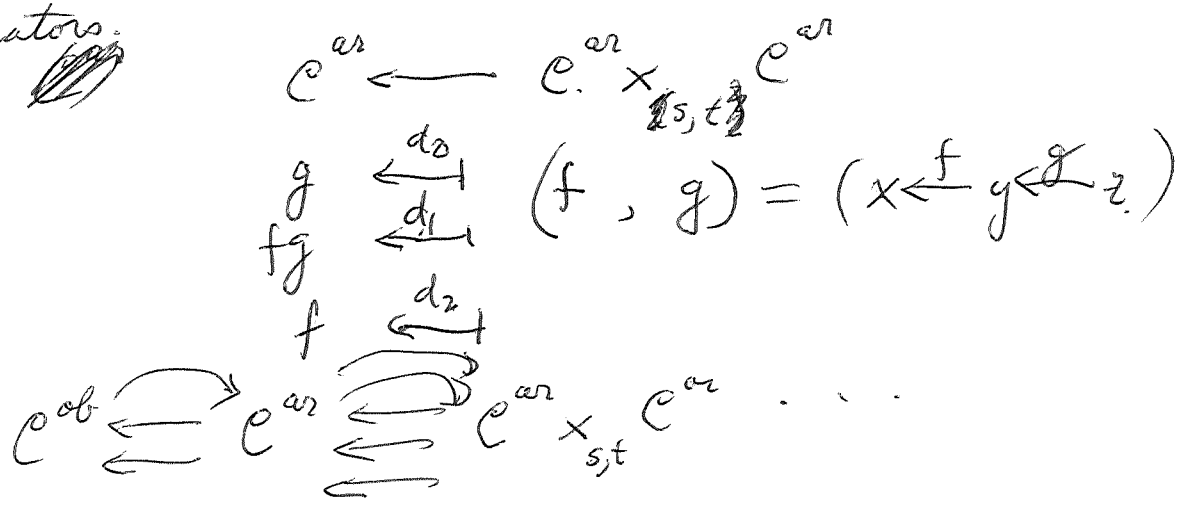 ators.
C^ar ← C^ar ×_{s,t} C^ar
g ←| d₀ (f, g) = (x ←f y ←g z.)
fg ←| d₁
f ←| d₂
C^ob C^ar C^ar ×_{s,t} C^ar . . .